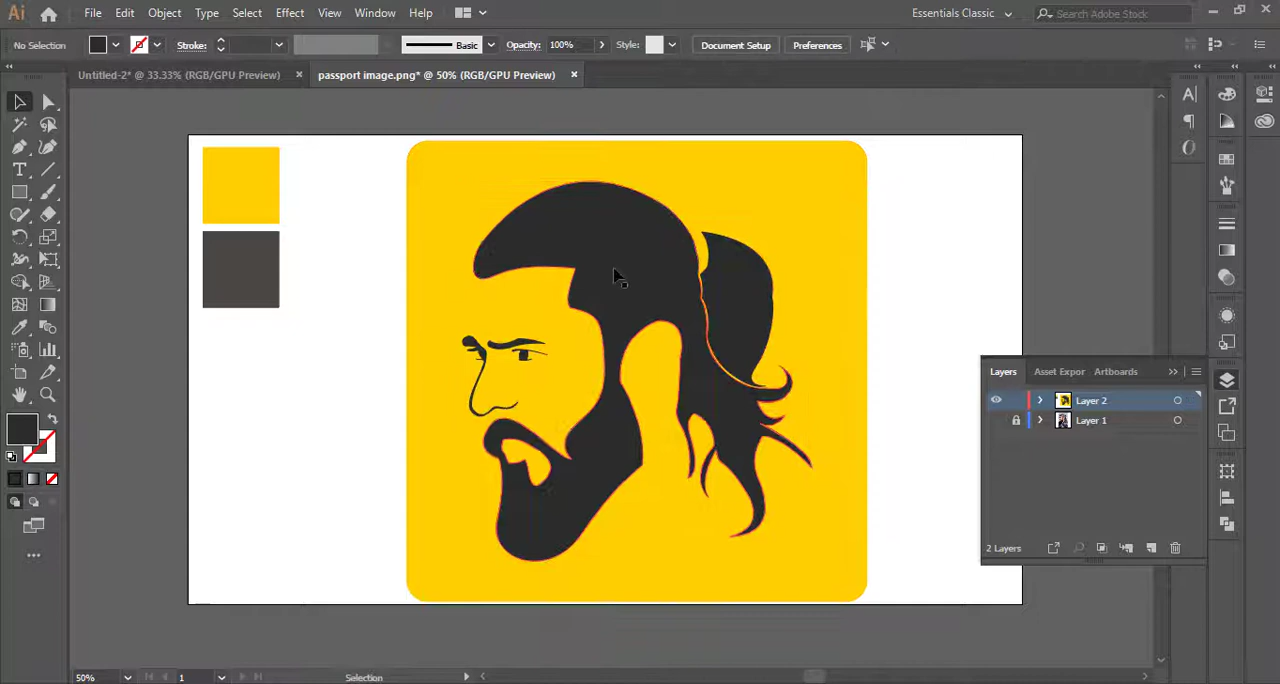 Ai File Edit Object Type Select Effect View Window Help Essentials Classic Search Adobe Stock
No Selection Stroke: Basic Opacity: 100% Style: Document Setup Preferences
Untitled-2* @ 33.33% (RGB/GPU Preview) × passport image.png* @ 50% (RGB/GPU Preview) ×
Layers Asset Expor Artboards
Layer 2
Layer 1
2 Layers
50% 1 Selection